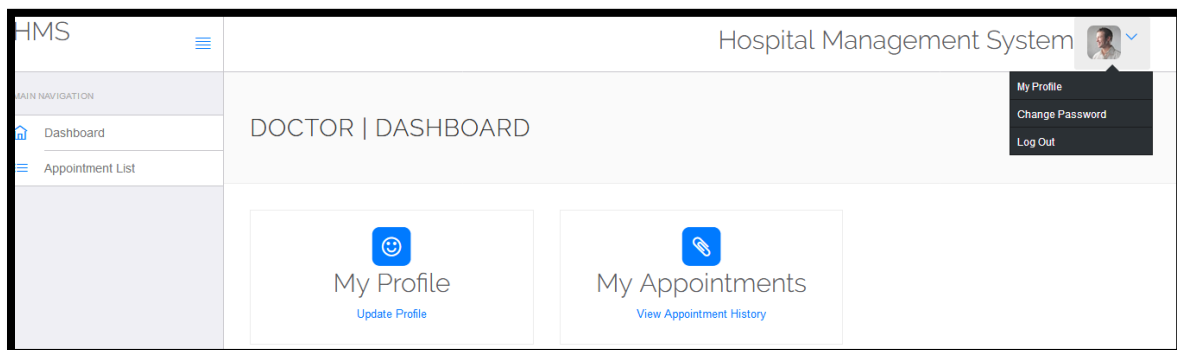 HMS
Hospital Management System
MAIN NAVIGATION
Dashboard
Appointment List
My Profile
Change Password
Log Out
DOCTOR | DASHBOARD
My Profile
Update Profile
My Appointments
View Appointment History